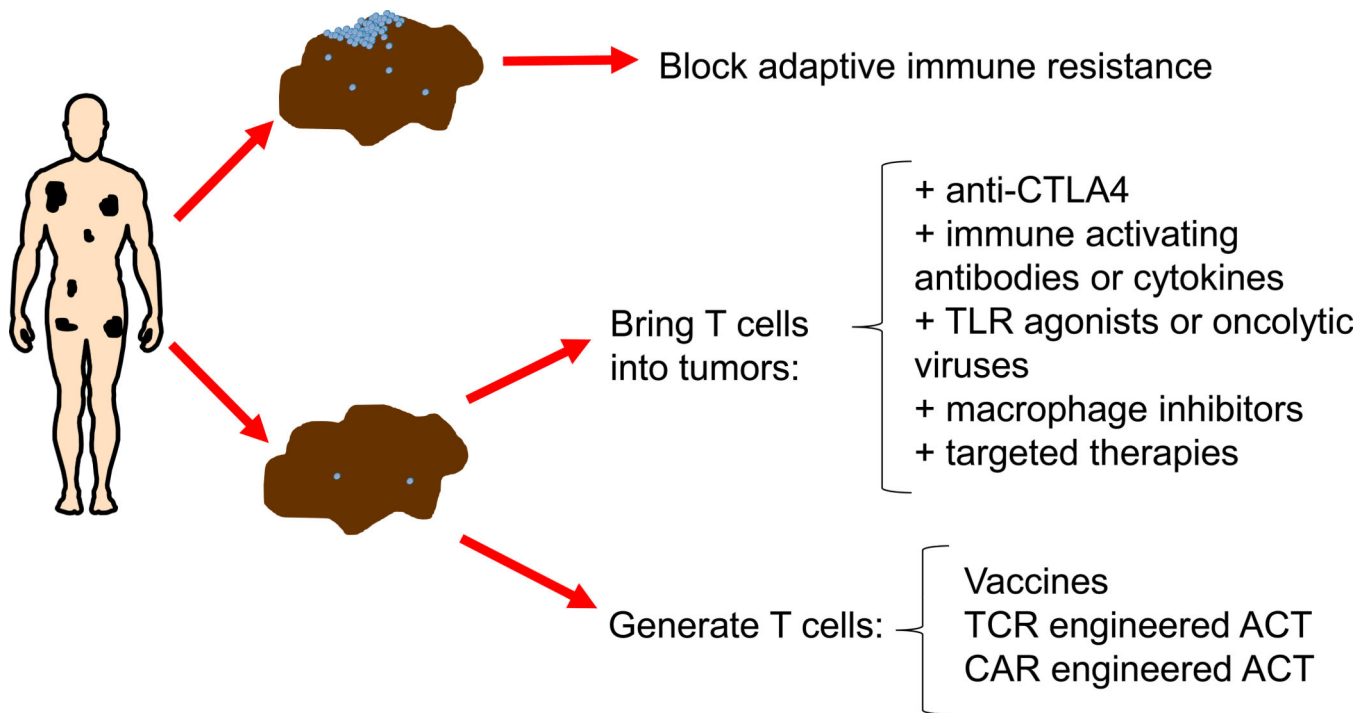 Block adaptive immune resistance
Bring T cells
into tumors:
+ anti-CTLA4
+ immune activating
antibodies or cytokines
+ TLR agonists or oncolytic
viruses
+ macrophage inhibitors
+ targeted therapies
Generate T cells:
Vaccines
TCR engineered ACT
CAR engineered ACT